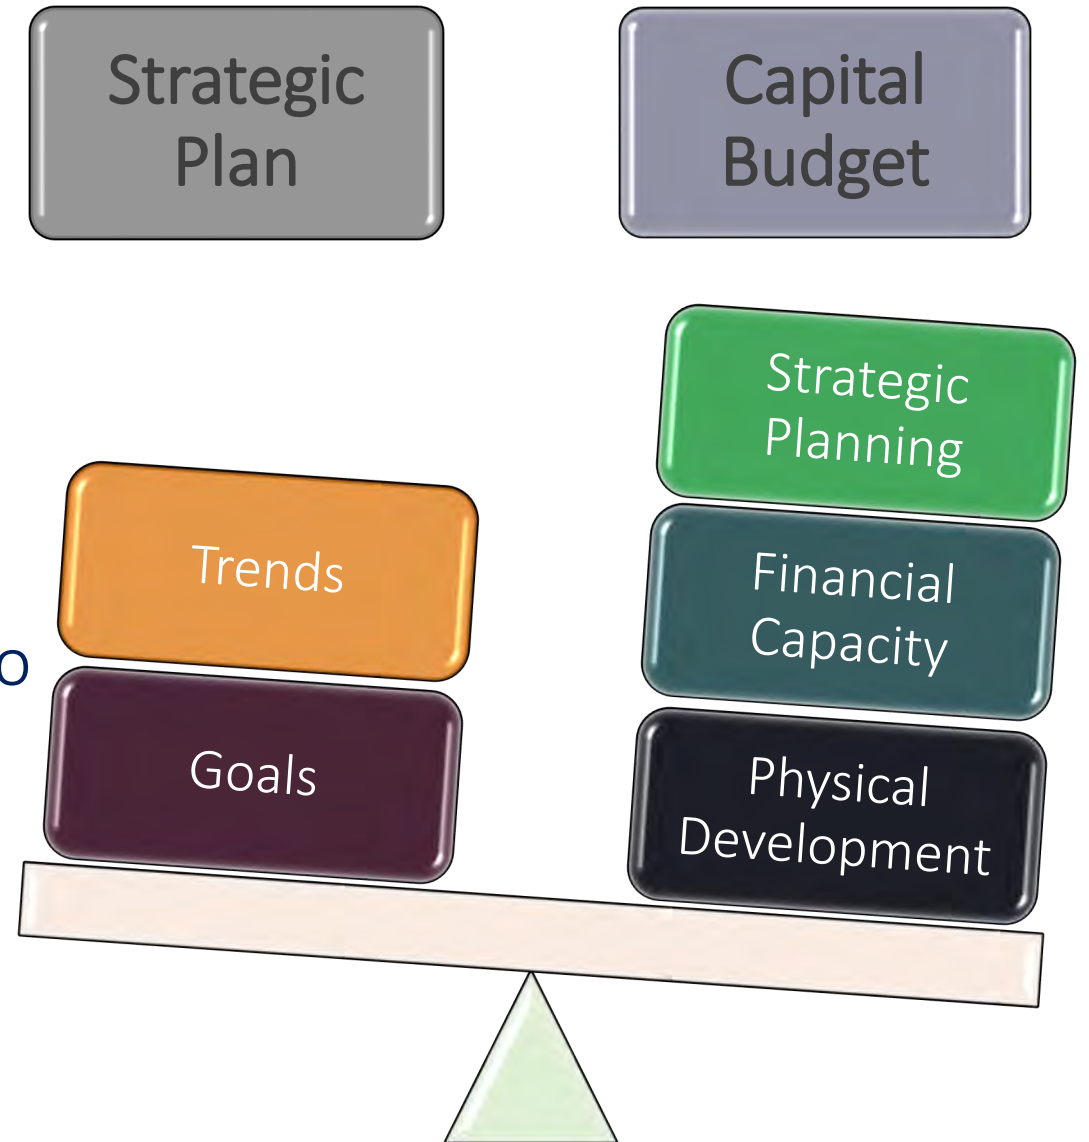 Strategic
Plan
Capital
Budget
Trends
Goals
Strategic
Planning
Financial
Capacity
Physical
Development
o